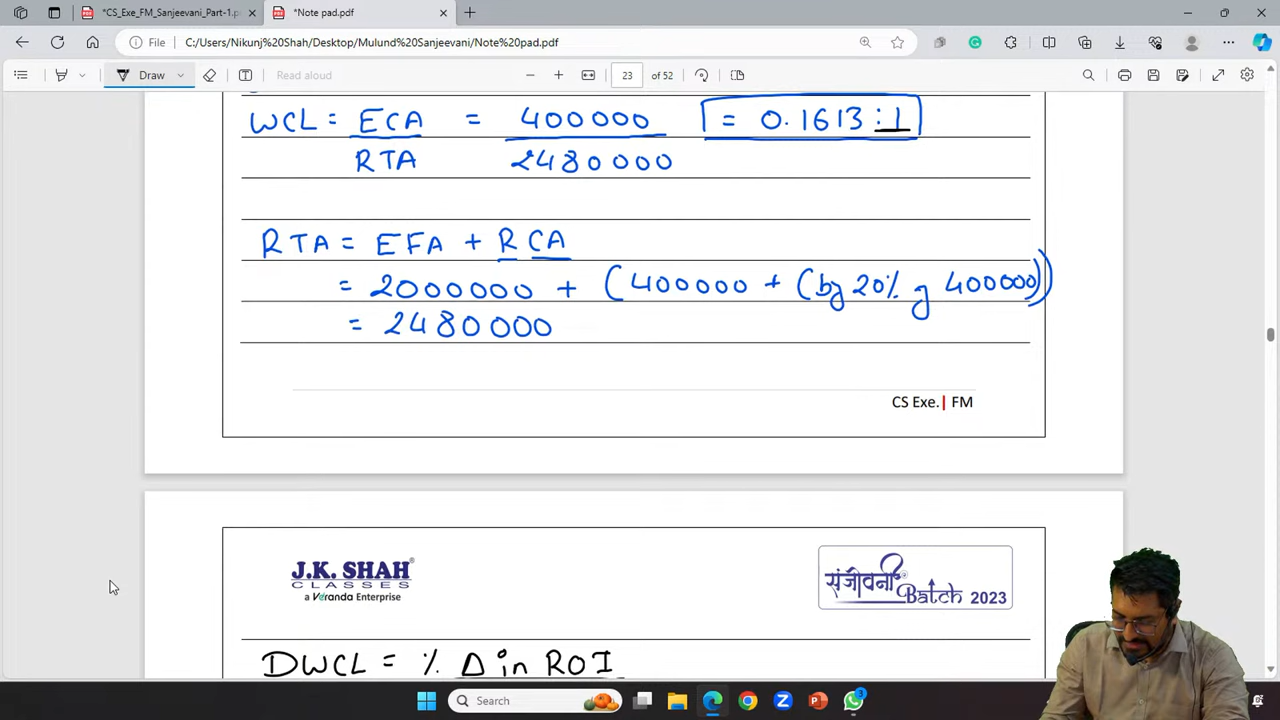 *CS_Exe_FM_Sanjeevani_Part-1.p
*Note pad.pdf
File C:/Users/Nikunj%20Shah/Desktop/Mulund%20Sanjeevani/Note%20pad.pdf
Draw
Read aloud
23 of 52
WCL = ECA = 400000 = 0.1613:1
RTA 2480000
RTA = EFA + RCA
= 2000000 + (400000 + (by 20% of 400000))
= 2480000
CS Exe.| FM
J.K. SHAH®
CLASSES
a Veranda Enterprise
संजीवनी
Batch 2023
DWCL = % Δ in ROI
Search
3